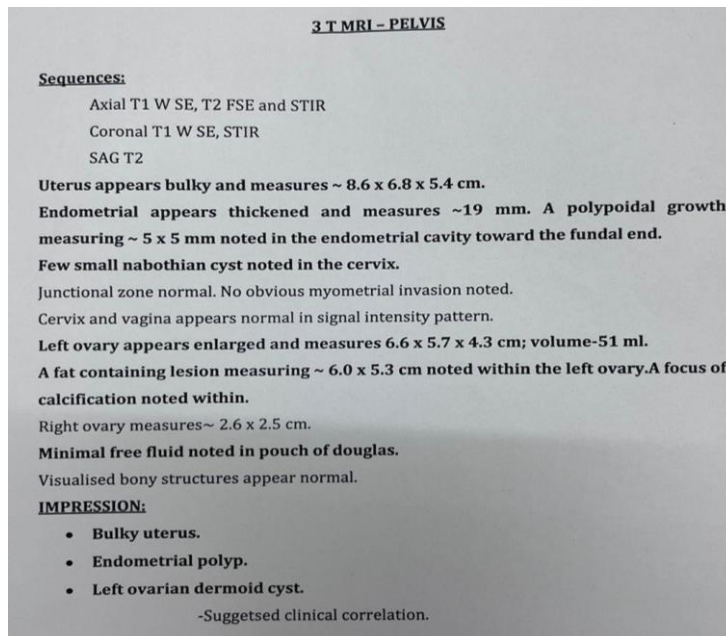 3 T MRI – PELVIS
Sequences:
Axial T1 W SE, T2 FSE and STIR
Coronal T1 W SE, STIR
SAG T2
Uterus appears bulky and measures ~ 8.6 x 6.8 x 5.4 cm.
Endometrial appears thickened and measures ~19 mm. A polypoidal growth
measuring ~ 5 x 5 mm noted in the endometrial cavity toward the fundal end.
Few small nabothian cyst noted in the cervix.
Junctional zone normal. No obvious myometrial invasion noted.
Cervix and vagina appears normal in signal intensity pattern.
Left ovary appears enlarged and measures 6.6 x 5.7 x 4.3 cm; volume-51 ml.
A fat containing lesion measuring ~ 6.0 x 5.3 cm noted within the left ovary.A focus of
calcification noted within.
Right ovary measures~ 2.6 x 2.5 cm.
Minimal free fluid noted in pouch of douglas.
Visualised bony structures appear normal.
IMPRESSION:
• Bulky uterus.
• Endometrial polyp.
• Left ovarian dermoid cyst.
-Suggetsed clinical correlation.